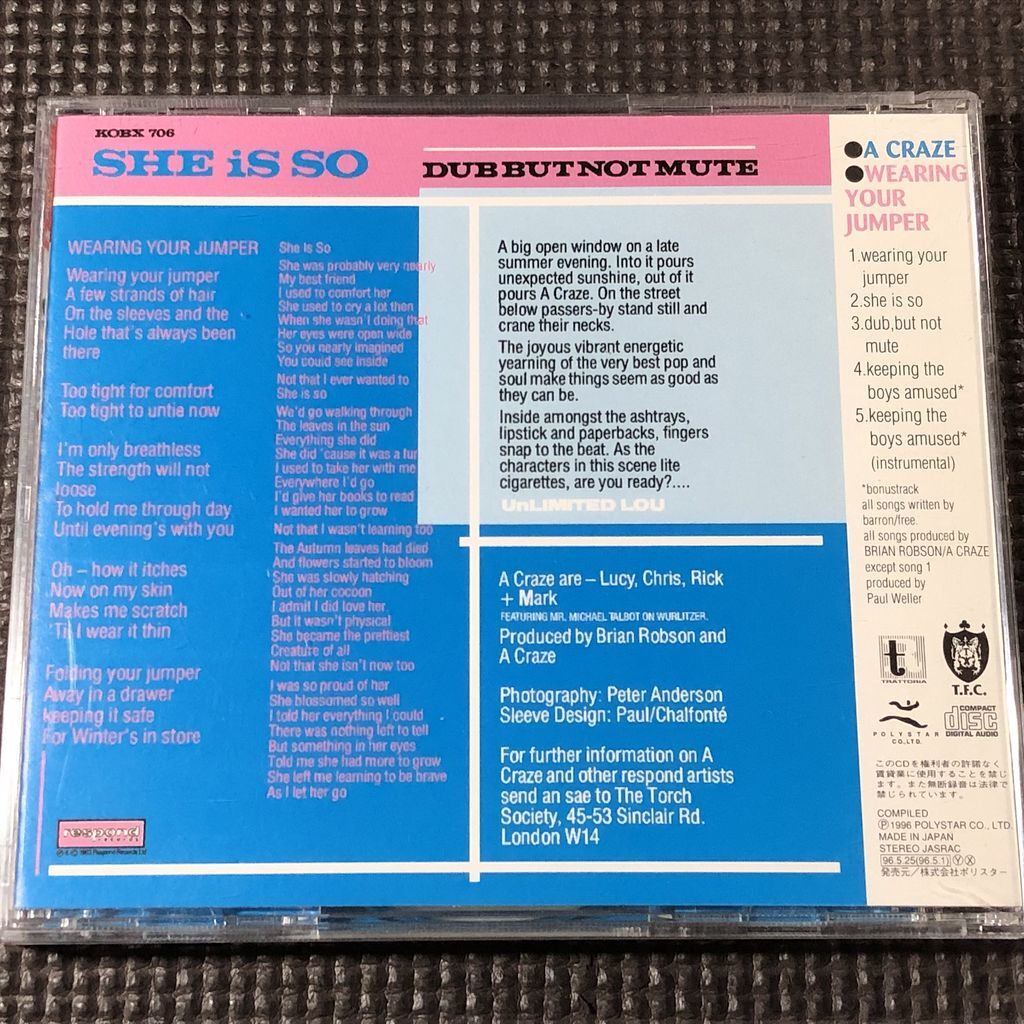 KOBX 706
SHE iS SO
DUB BUT NOT MUTE
WEARING YOUR JUMPER
Wearing your jumper
A few strands of hair
On the sleeves and the
Hole that's always been
there
Too tight for comfort
Too tight to untie now
I'm only breathless
The strength will not
loose
To hold me through day
Until evening's with you
Oh – how it itches
Now on my skin
Makes me scratch
'Til I wear it thin
Folding your jumper
Away in a drawer
keeping it safe
For Winter's in store
respond
records
She Is So
She was probably very nearly
My best friend
I used to comfort her
She used to cry a lot then
When she wasn't doing that
Her eyes were open wide
So you nearly imagined
You could see inside
Not that I ever wanted to
She is so
We'd go walking through
The leaves in the sun
Everything she did
She did 'cause it was a fur
I used to take her with me
Everywhere I'd go
I'd give her books to read
I wanted her to grow
Not that I wasn't learning too
The Autumn leaves had died
And flowers started to bloom
She was slowly hatching
Out of her cocoon
I admit I did love her
But it wasn't physical
She became the prettiest
Creature of all
Not that she isn't now too
I was so proud of her
She blossomed so well
I told her everything I could
There was nothing left to tell
But something in her eyes
Told me she had more to grow
She left me learning to be brave
As I let her go
A big open window on a late
summer evening. Into it pours
unexpected sunshine, out of it
pours A Craze. On the street
below passers-by stand still and
crane their necks.
The joyous vibrant energetic
yearning of the very best pop and
soul make things seem as good as
they can be.
Inside amongst the ashtrays,
lipstick and paperbacks, fingers
snap to the beat. As the
characters in this scene lite
cigarettes, are you ready?....
UnLIMITED LOU
A Craze are – Lucy, Chris, Rick
+ Mark
FEATURING MR. MICHAEL TALBOT ON WURLITZER.
Produced by Brian Robson and
A Craze
Photography: Peter Anderson
Sleeve Design: Paul/Chalfonté
For further information on A
Craze and other respond artists
send an sae to The Torch
Society, 45-53 Sinclair Rd.
London W14
●A CRAZE
●WEARING
YOUR
JUMPER
1.wearing your
jumper
2.she is so
3.dub,but not
mute
4.keeping the
boys amused*
5.keeping the
boys amused*
(instrumental)
*bonustrack
all songs written by
barron/free.
all songs produced by
BRIAN ROBSON/A CRAZE
except song 1
produced by
Paul Weller
t
TRATTORIA
T.F.C.
POLYSTAR
CO.,LTD.
COMPACT
disc
DIGITAL AUDIO
このCDを権利者の許諾なく
賃貸業に使用することを禁じ
ます。また無断録音は法律で
禁じられています。
COMPILED
Ⓟ1996 POLYSTAR CO., LTD.
MADE IN JAPAN
STEREO JASRAC
96.5.25(96.5.1)ⓎⓍ
発売元／株式会社ポリスター